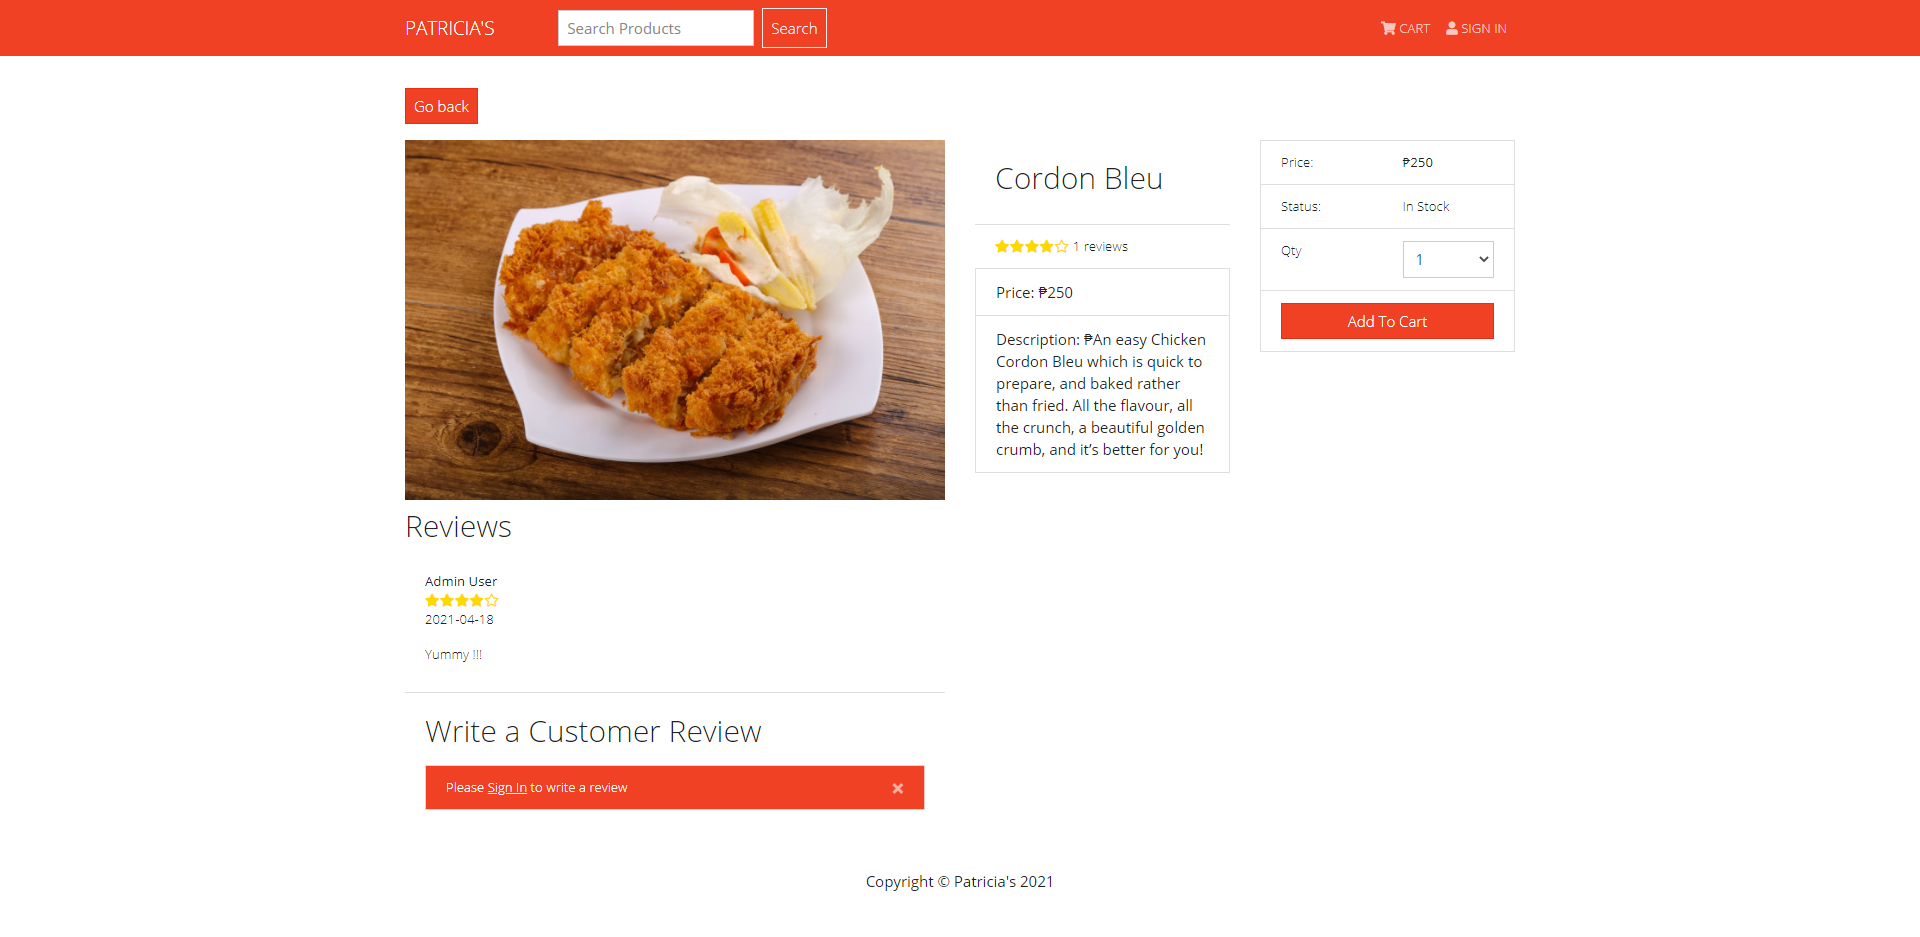 PATRICIA'S
Search Products
Search
CART
SIGN IN
Go back
Cordon Bleu
1 reviews
Price: ₱250
Description: ₱An easy Chicken
Cordon Bleu which is quick to
prepare, and baked rather
than fried. All the flavour, all
the crunch, a beautiful golden
crumb, and it’s better for you!
Price: ₱250
Status: In Stock
Qty 1
Add To Cart
Reviews
Admin User
2021-04-18
Yummy !!!
Write a Customer Review
Please Sign In to write a review
×
Copyright © Patricia's 2021